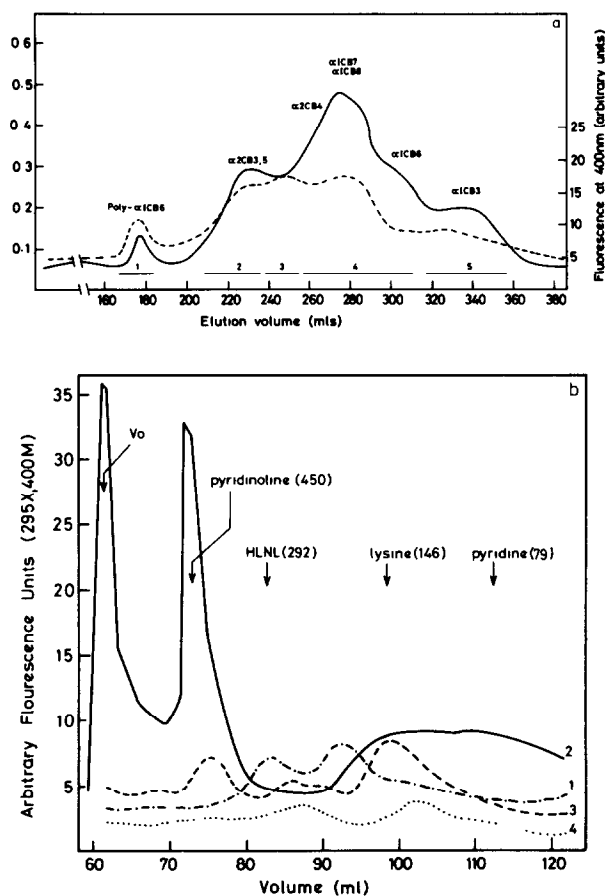 a
0.6
0.5
0.4
0.3
0.2
0.1
α1CB7
α1CB8
α2CB4
α2CB3,5
α1CB6
α1CB3
Poly-α1CB6
1
2
3
4
5
25
20
15
10
5
Fluorescence at 400nm (arbitrary units)
160 180 200 220 240 260 280 300 320 340 360 380
Elution volume (mls)
b
35
30
25
20
15
10
5
Arbitrary Flourescence Units (295X,400M)
Vo
pyridinoline (450)
HLNL (292)
lysine (146)
pyridine (79)
2
1
3
4
60 70 80 90 100 110 120
Volume (ml)